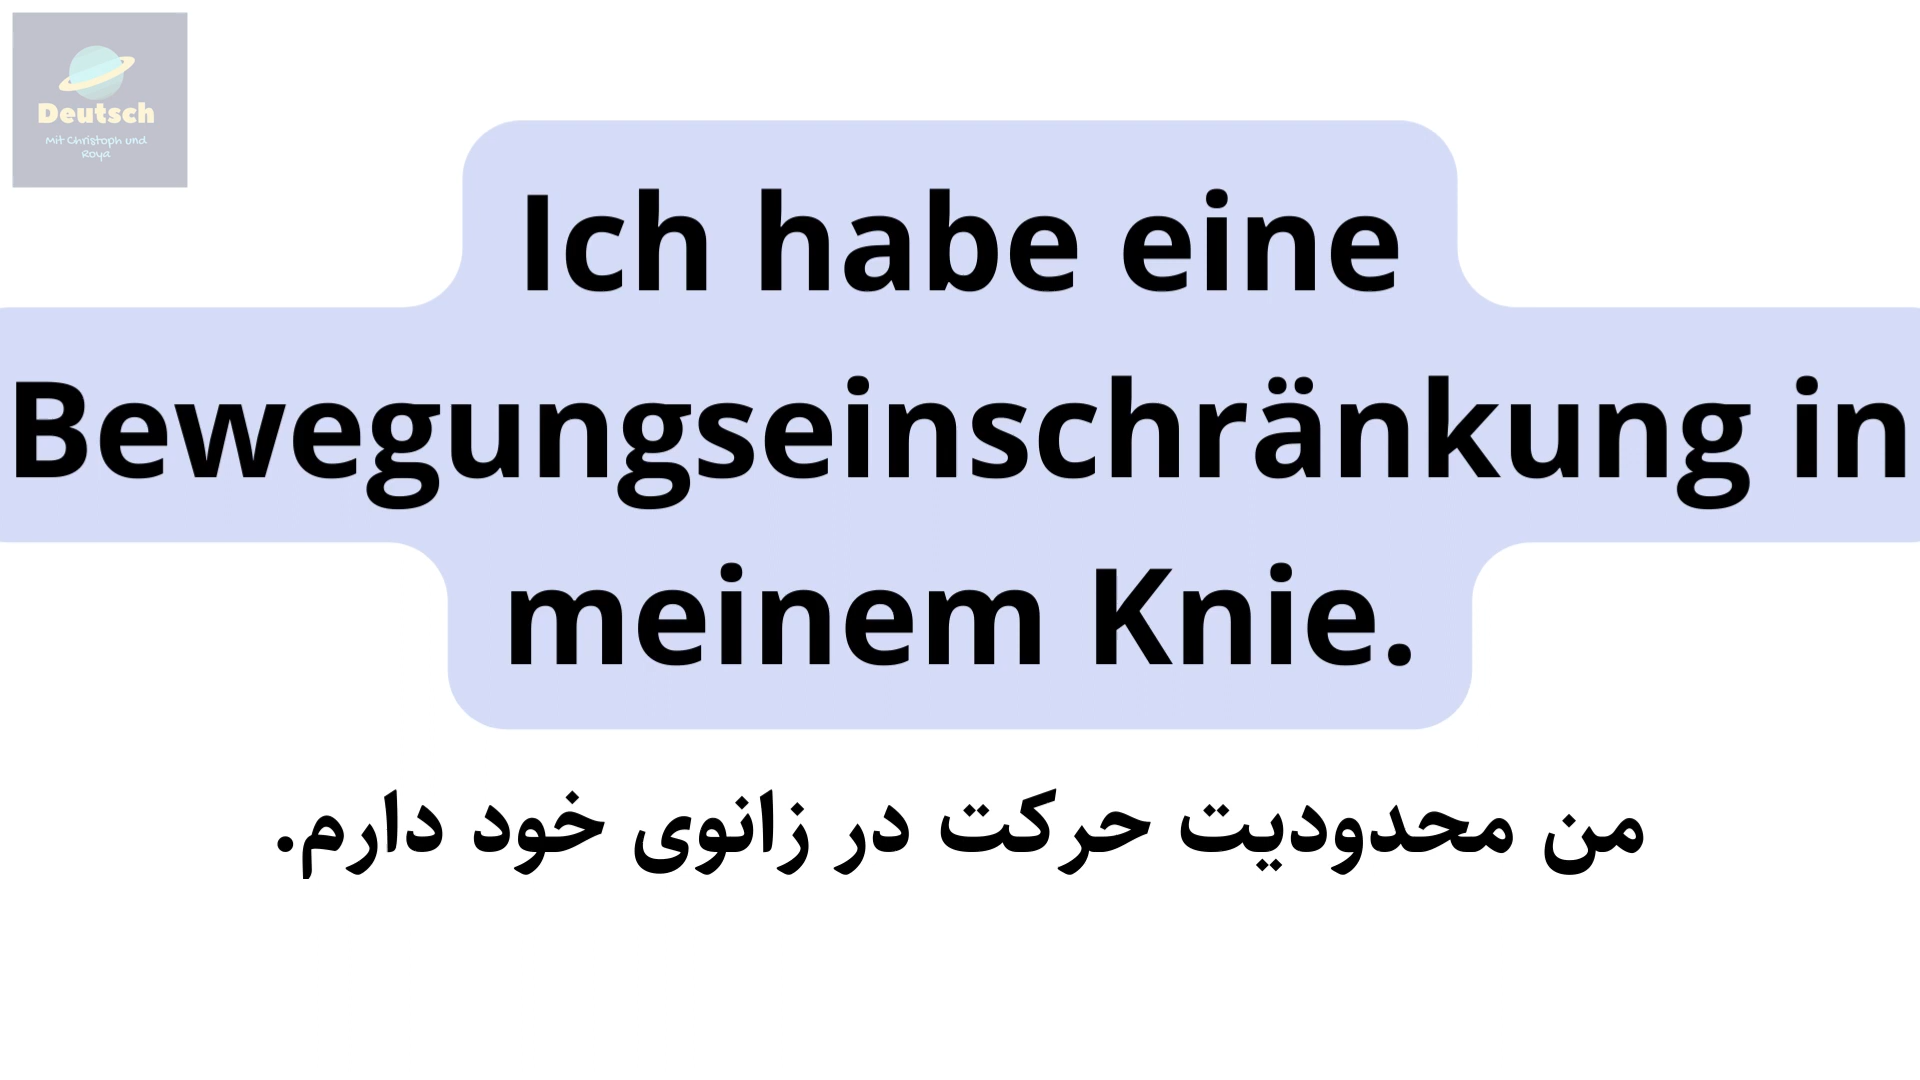 Deutsch
Mit Christoph und
Roya
Ich habe eine
Bewegungseinschränkung in
meinem Knie.
من محدودیت حرکت در زانوی خود دارم.